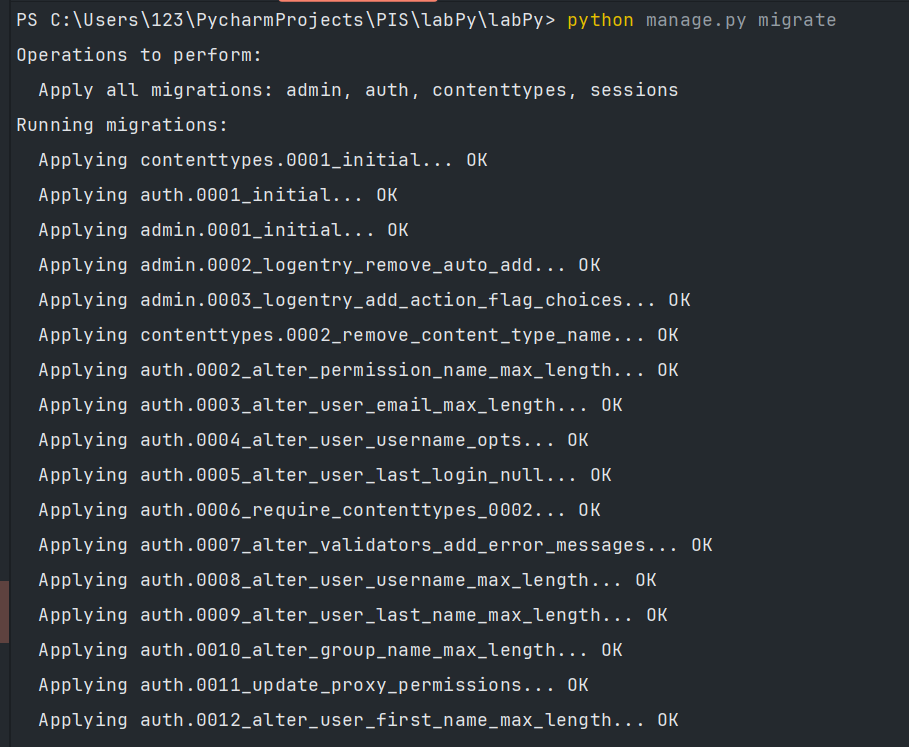 PS C:\Users\123\PycharmProjects\PIS\labPy\labPy> python manage.py migrate
Operations to perform:
  Apply all migrations: admin, auth, contenttypes, sessions
Running migrations:
  Applying contenttypes.0001_initial... OK
  Applying auth.0001_initial... OK
  Applying admin.0001_initial... OK
  Applying admin.0002_logentry_remove_auto_add... OK
  Applying admin.0003_logentry_add_action_flag_choices... OK
  Applying contenttypes.0002_remove_content_type_name... OK
  Applying auth.0002_alter_permission_name_max_length... OK
  Applying auth.0003_alter_user_email_max_length... OK
  Applying auth.0004_alter_user_username_opts... OK
  Applying auth.0005_alter_user_last_login_null... OK
  Applying auth.0006_require_contenttypes_0002... OK
  Applying auth.0007_alter_validators_add_error_messages... OK
  Applying auth.0008_alter_user_username_max_length... OK
  Applying auth.0009_alter_user_last_name_max_length... OK
  Applying auth.0010_alter_group_name_max_length... OK
  Applying auth.0011_update_proxy_permissions... OK
  Applying auth.0012_alter_user_first_name_max_length... OK